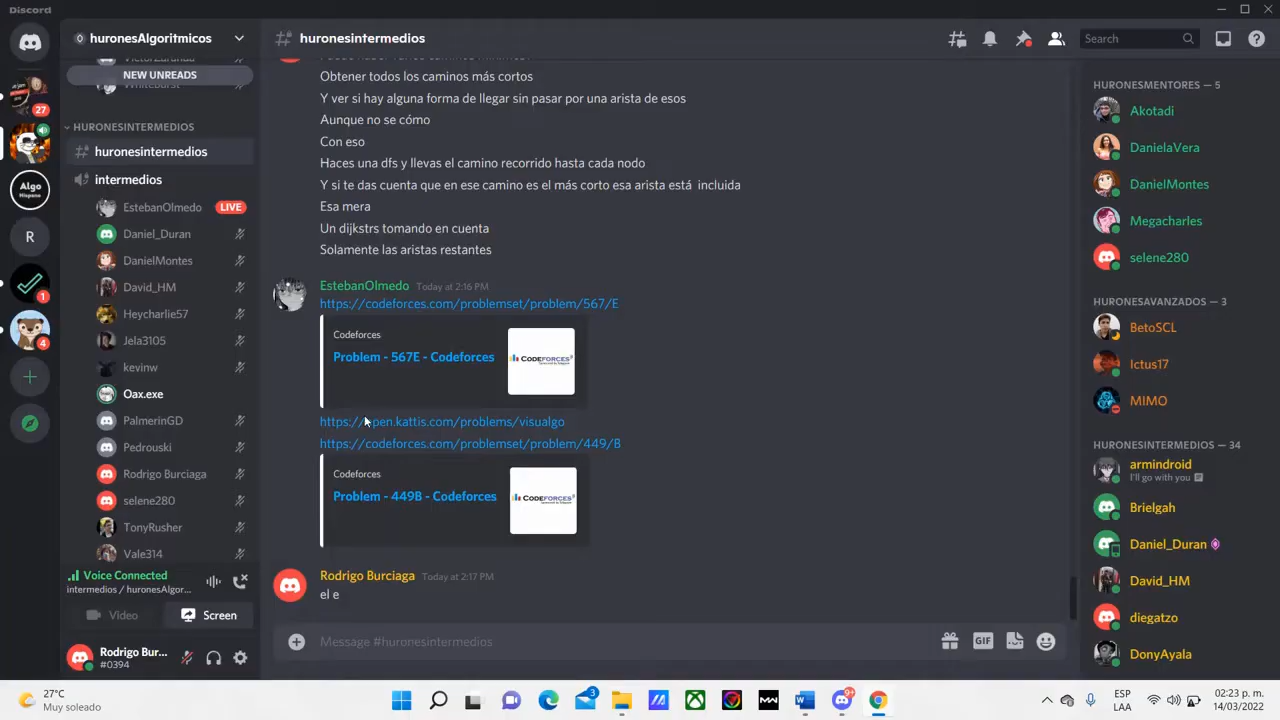 Discord
huronesAlgoritmicos
NEW UNREADS
HURONESINTERMEDIOS
huronesintermedios
intermedios
EstebanOlmedo LIVE
Daniel_Duran
DanielMontes
David_HM
Heycharlie57
Jela3105
kevinw
Oax.exe
PalmerinGD
Pedrouski
Rodrigo Burciaga
selene280
TonyRusher
Vale314
Voice Connected
intermedios / huronesAlgor...
Video
Screen
Rodrigo Bur...
#0394
27
Algo
Hispano
R
1
4
huronesintermedios
Search
Obtener todos los caminos más cortos
Y ver si hay alguna forma de llegar sin pasar por una arista de esos
Aunque no se cómo
Con eso
Haces una dfs y llevas el camino recorrido hasta cada nodo
Y si te das cuenta que en ese camino es el más corto esa arista está incluida
Esa mera
Un dijkstrs tomando en cuenta
Solamente las aristas restantes
EstebanOlmedo Today at 2:16 PM
https://codeforces.com/problemset/problem/567/E
Codeforces
Problem - 567E - Codeforces
CODEFORCES
https://open.kattis.com/problems/visualgo
https://codeforces.com/problemset/problem/449/B
Codeforces
Problem - 449B - Codeforces
CODEFORCES
Rodrigo Burciaga Today at 2:17 PM
el e
Message #huronesintermedios
GIF
HURONESMENTORES — 5
Akotadi
DanielaVera
DanielMontes
Megacharles
selene280
HURONESAVANZADOS — 3
BetoSCL
Ictus17
MIMO
HURONESINTERMEDIOS — 34
armindroid
I'll go with you
Brielgah
Daniel_Duran
David_HM
diegatzo
DonyAyala
27°C
Muy soleado
3
9+
ESP
LAA
02:23 p. m.
14/03/2022